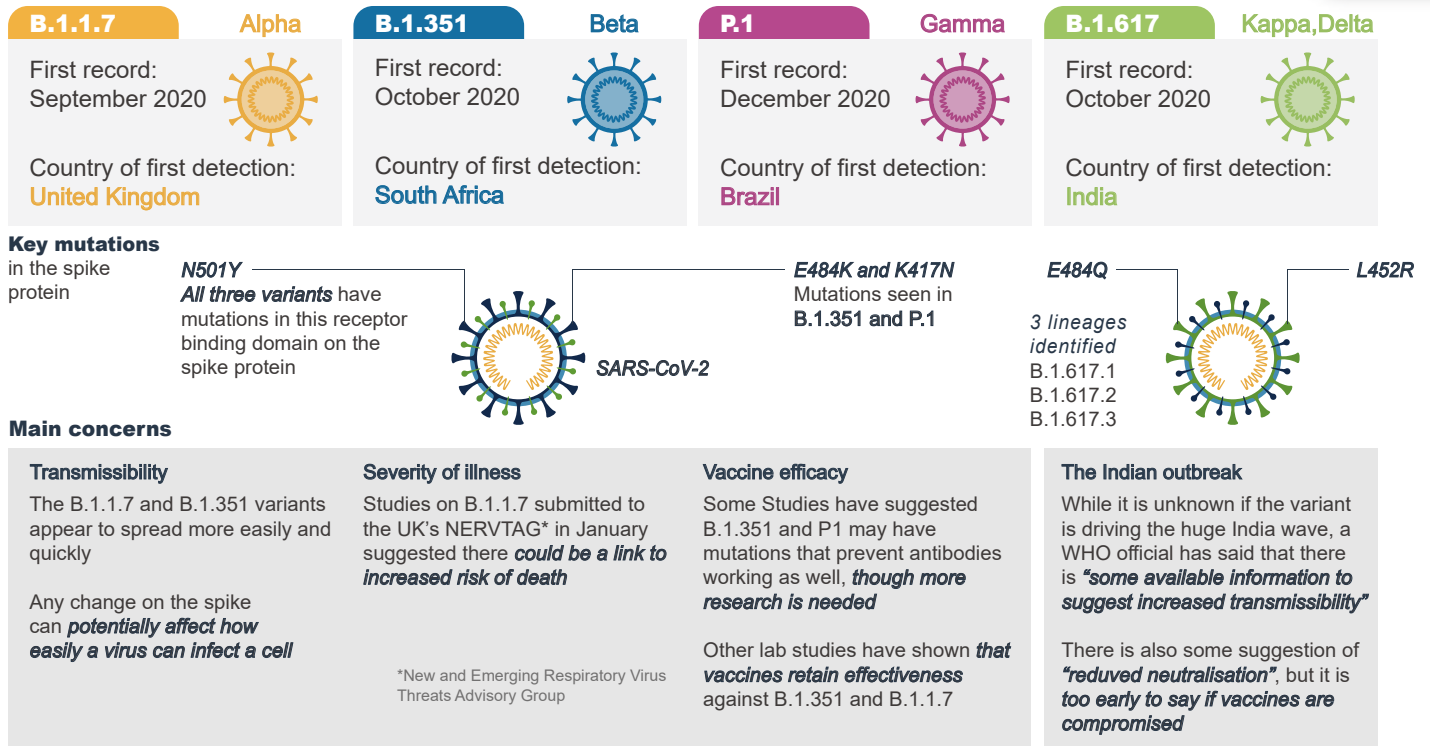 B.1.1.7 Alpha
First record:
September 2020
Country of first detection:
United Kingdom
B.1.351 Beta
First record:
October 2020
Country of first detection:
South Africa
P.1 Gamma
First record:
December 2020
Country of first detection:
Brazil
B.1.617 Kappa,Delta
First record:
October 2020
Country of first detection:
India
Key mutations
in the spike
protein
N501Y
All three variants have
mutations in this receptor
binding domain on the
spike protein
SARS-CoV-2
E484K and K417N
Mutations seen in
B.1.351 and P.1
E484Q
L452R
3 lineages
identified
B.1.617.1
B.1.617.2
B.1.617.3
Main concerns
Transmissibility
The B.1.1.7 and B.1.351 variants
appear to spread more easily and
quickly
Any change on the spike
can potentially affect how
easily a virus can infect a cell
Severity of illness
Studies on B.1.1.7 submitted to
the UK's NERVTAG* in January
suggested there could be a link to
increased risk of death
*New and Emerging Respiratory Virus
Threats Advisory Group
Vaccine efficacy
Some Studies have suggested
B.1.351 and P1 may have
mutations that prevent antibodies
working as well, though more
research is needed
Other lab studies have shown that
vaccines retain effectiveness
against B.1.351 and B.1.1.7
The Indian outbreak
While it is unknown if the variant
is driving the huge India wave, a
WHO official has said that there
is “some available information to
suggest increased transmissibility”
There is also some suggestion of
“reduved neutralisation”, but it is
too early to say if vaccines are
compromised